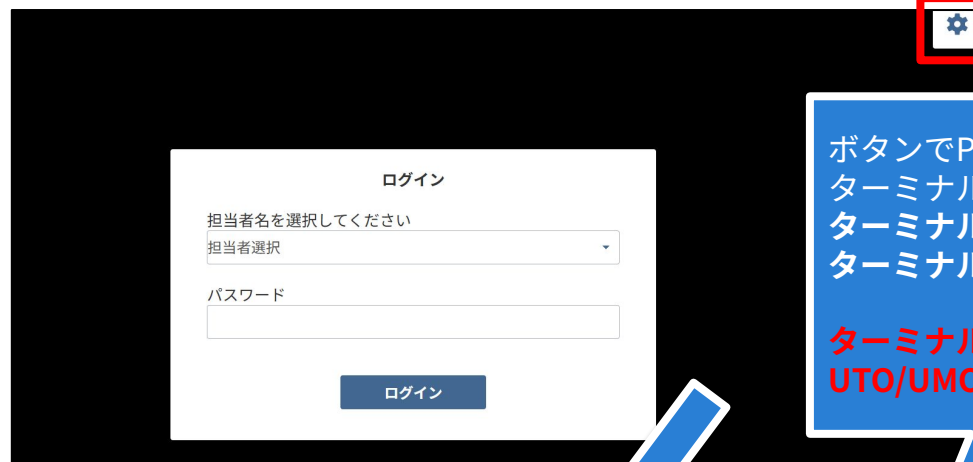 ログイン
担当者名を選択してください
担当者選択
パスワード
ログイン
ボタンでP
ターミナル
ターミナル
ターミナル
ターミナル
UTO/UMC